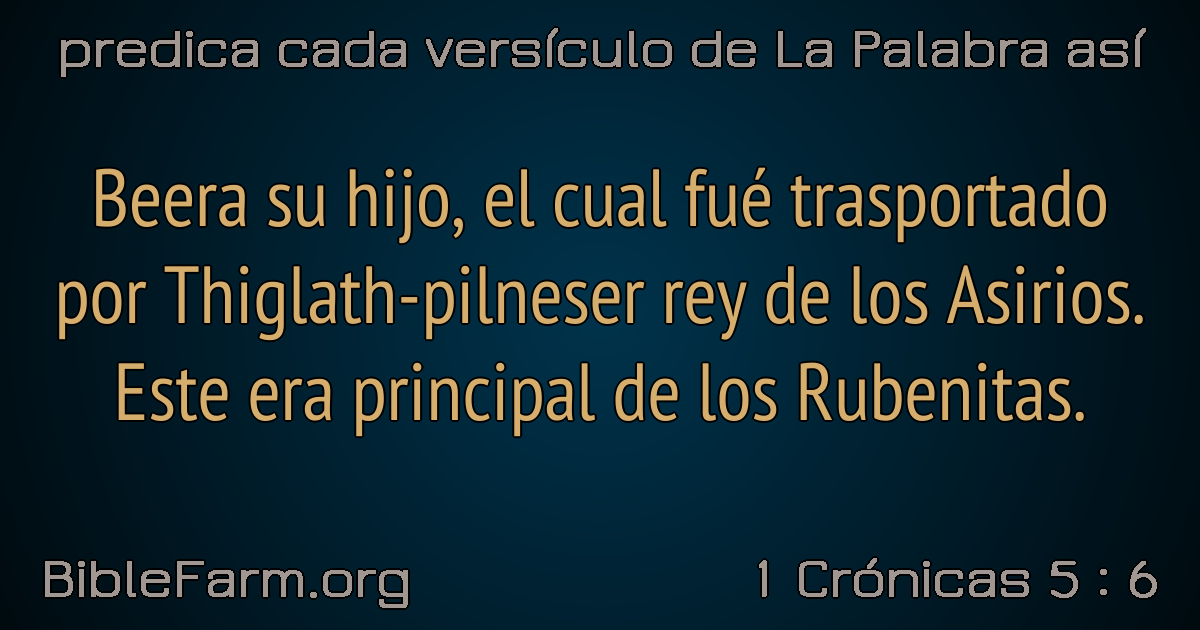 predica cada versículo de La Palabra así
Beera su hijo, el cual fué trasportado
por Thiglath-pilneser rey de los Asirios.
Este era principal de los Rubenitas.
BibleFarm.org
1 Crónicas 5 : 6